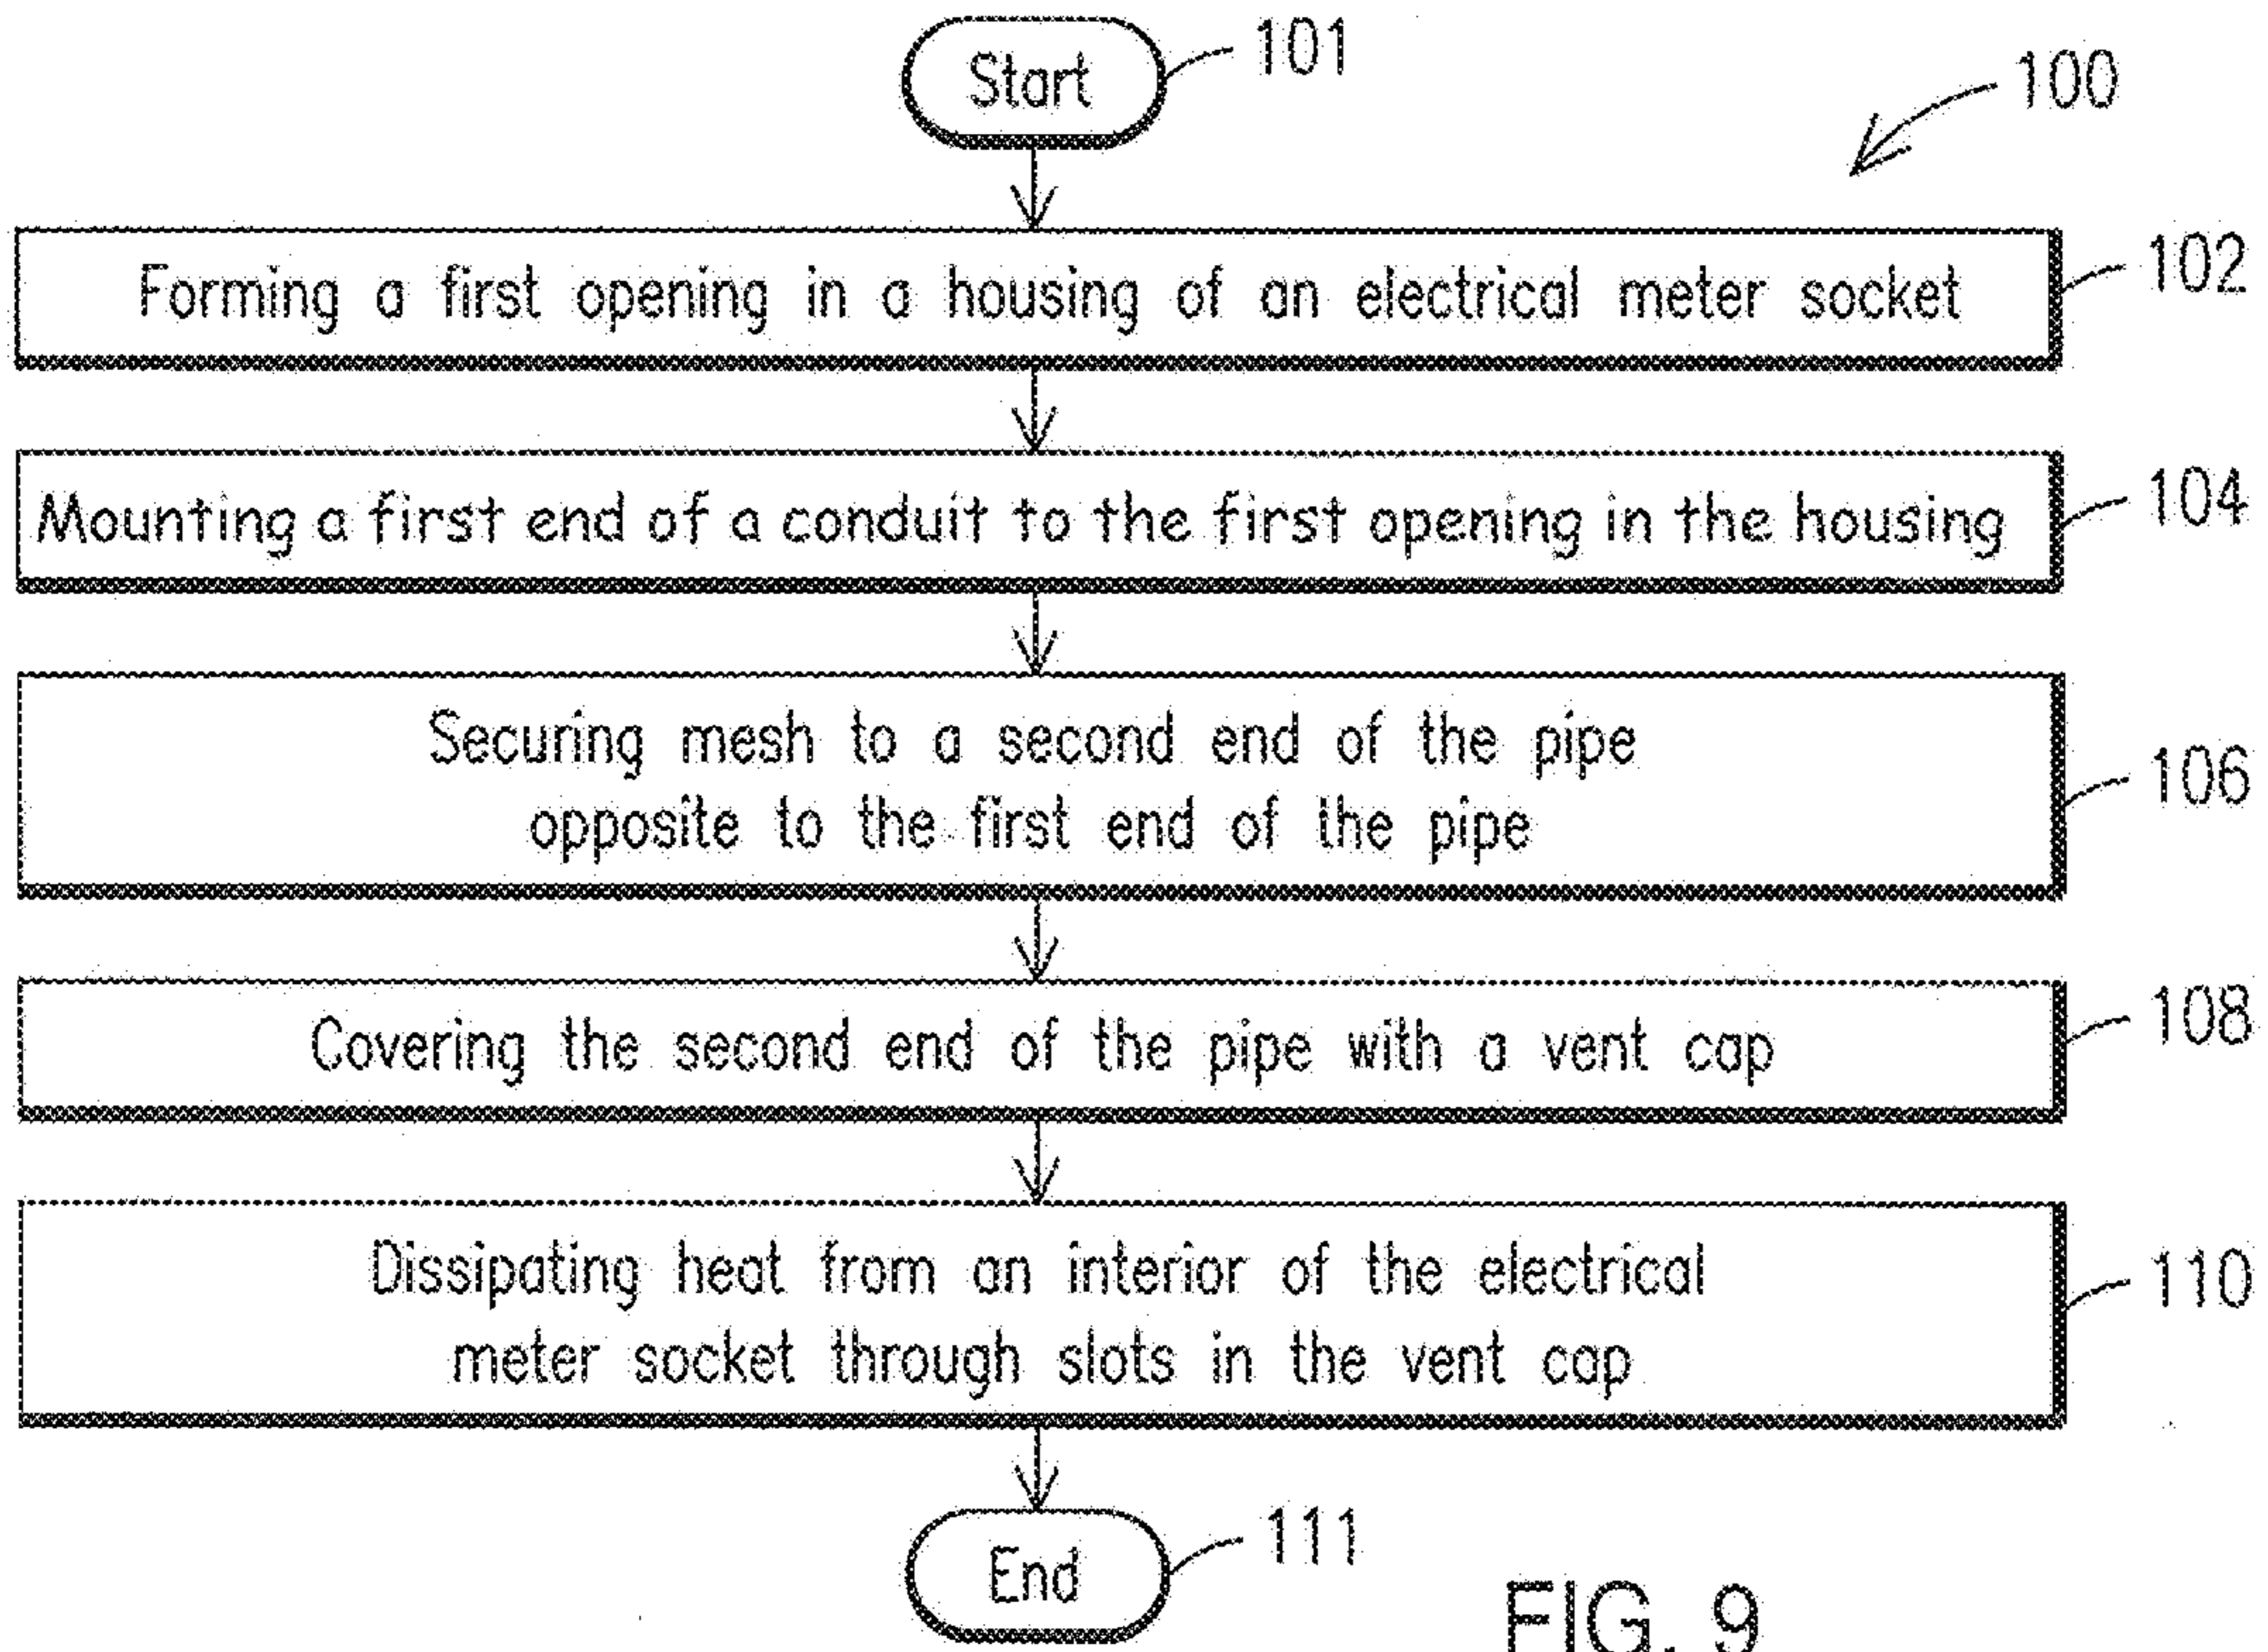 Start
101
100
Forming a first opening in a housing of an electrical meter socket
102
Mounting a first end of a conduit to the first opening in the housing
104
Securing mesh to a second end of the pipe
opposite to the first end of the pipe
106
Covering the second end of the pipe with a vent cap
108
Dissipating heat from an interior of the electrical
meter socket through slots in the vent cap
110
End
111
FIG. 9